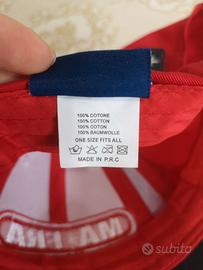 100% COTONE
100% COTTON
100% COTON
100% BAUMWOLLE
ONE SIZE FITS ALL
MADE IN P.R.C
subito